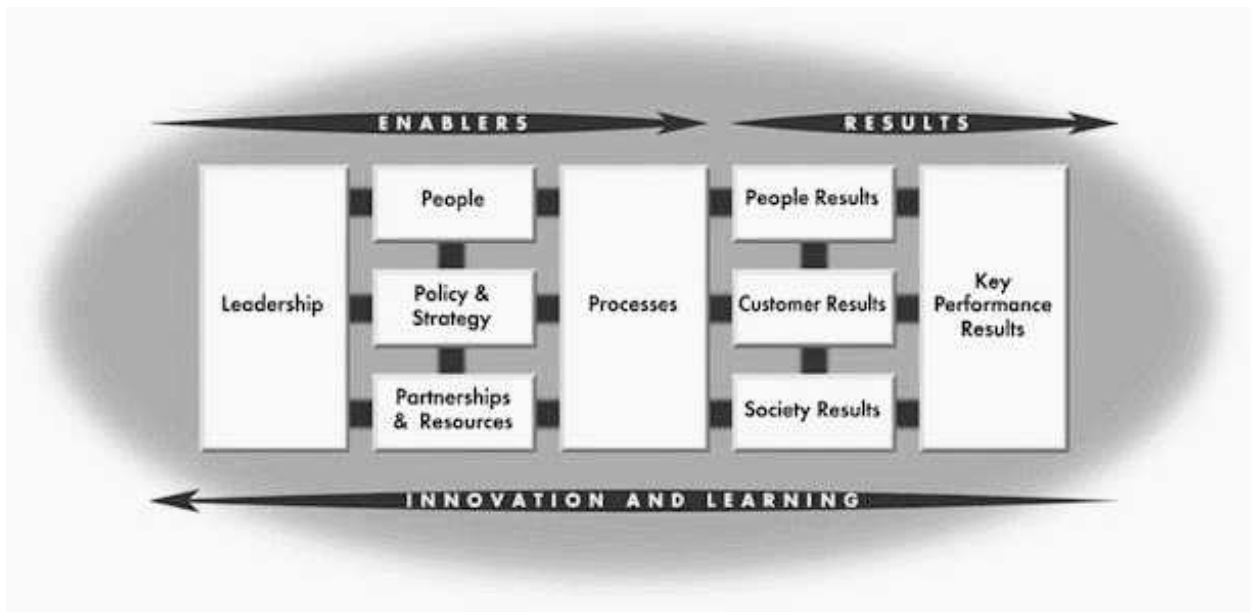 ENABLERS
RESULTS
Leadership
People
Policy &
Strategy
Partnerships
& Resources
Processes
People Results
Customer Results
Society Results
Key
Performance
Results
INNOVATION AND LEARNING